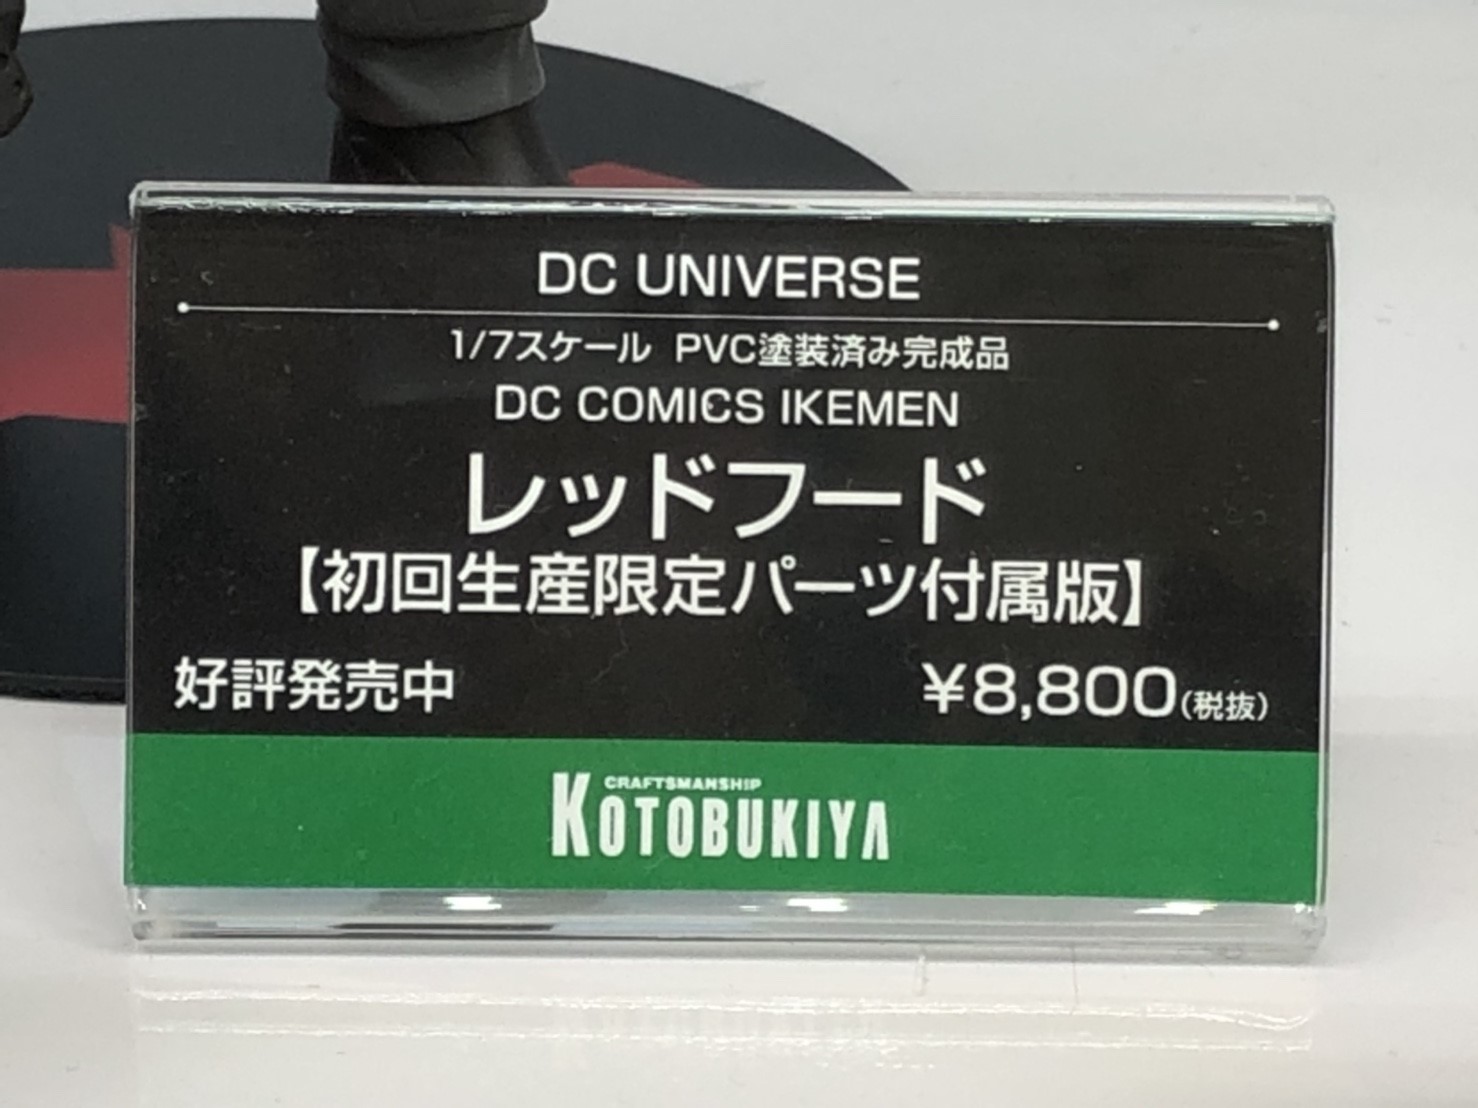 DC UNIVERSE
1/7スケール PVC塗装済み完成品
DC COMICS IKEMEN
レッドフード
【初回生産限定パーツ付属版】
好評発売中 ¥8,800(税抜)
CRAFTSMANSHIP
KOTOBUKIYA